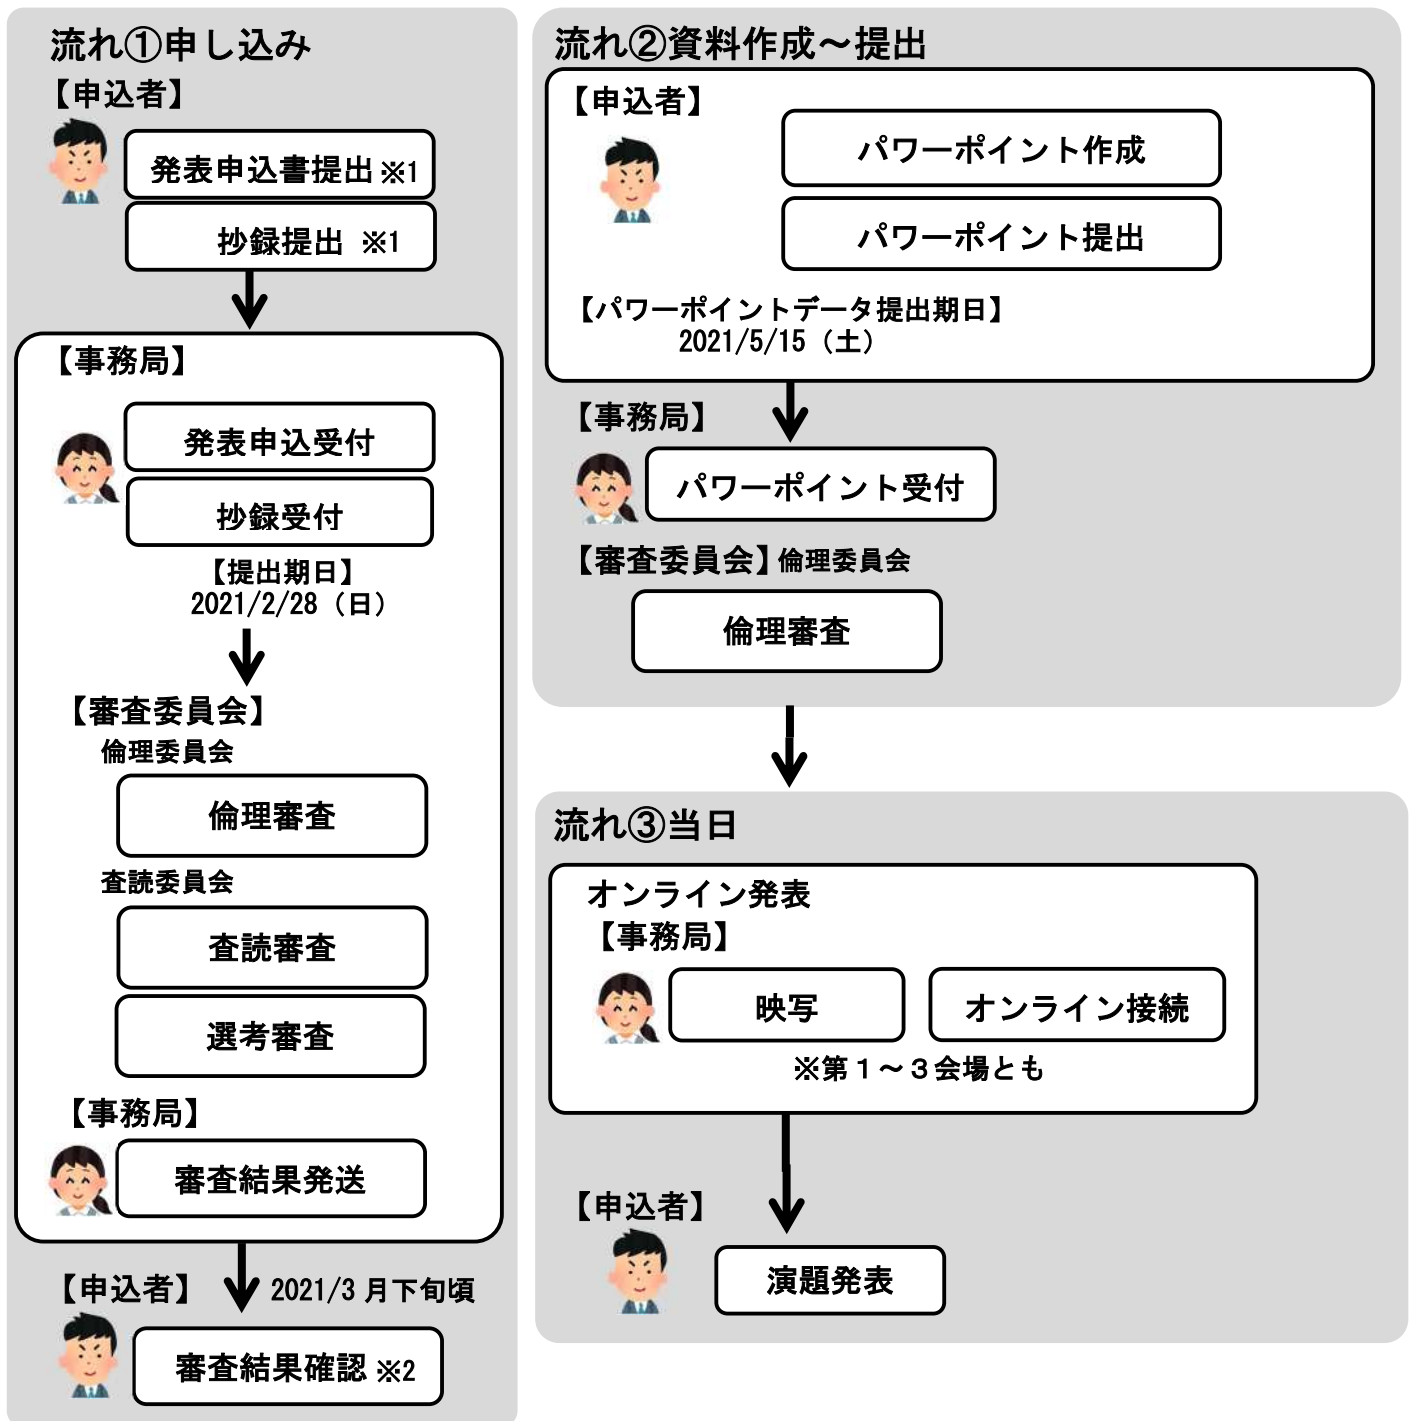 流れ①申し込み
【申込者】
発表申込書提出※1
抄録提出 ※1
【事務局】
発表申込受付
抄録受付
【提出期日】
2021/2/28（日）
【審査委員会】
倫理委員会
倫理審査
査読委員会
査読審査
選考審査
【事務局】
審査結果発送
【申込者】
2021/3 月下旬頃
審査結果確認※2
流れ②資料作成～提出
【申込者】
パワーポイント作成
パワーポイント提出
【パワーポイントデータ提出期日】
2021/5/15（土）
【事務局】
パワーポイント受付
【審査委員会】倫理委員会
倫理審査
流れ③当日
オンライン発表
【事務局】
映写
オンライン接続
※第１～３会場とも
【申込者】
演題発表